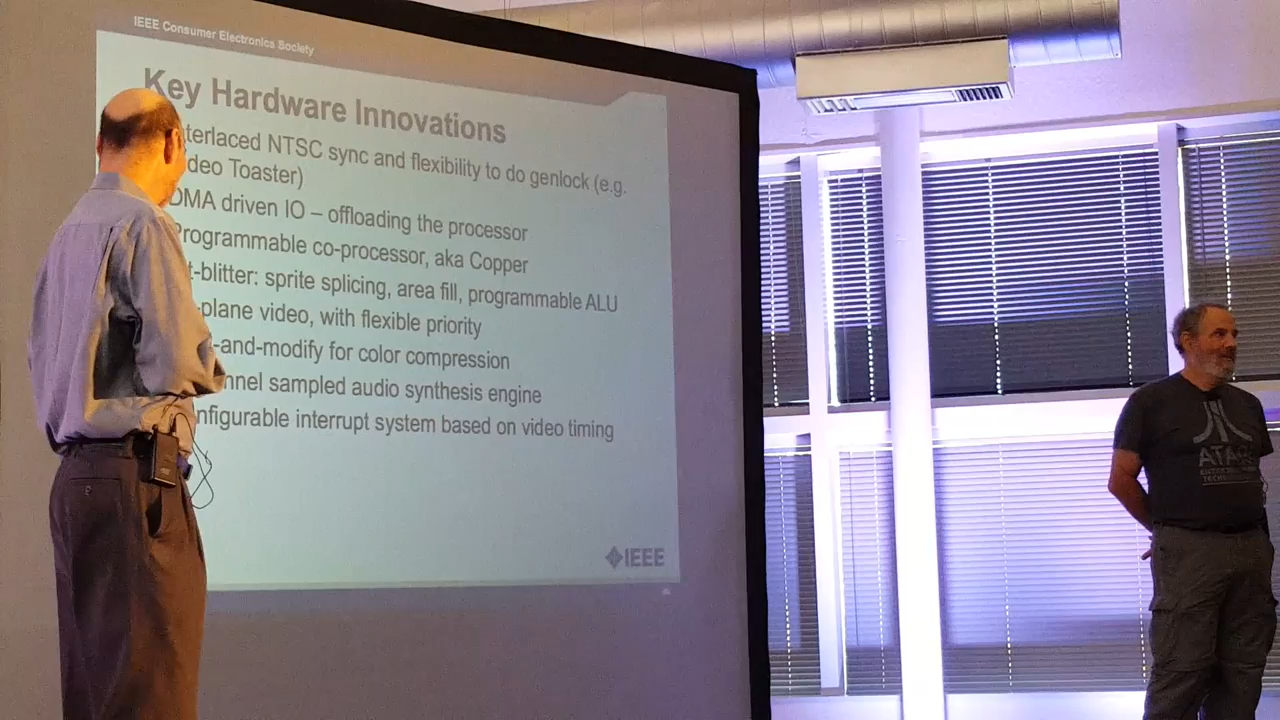 IEEE Consumer Electronics Society
Key Hardware Innovations
terlaced NTSC sync and flexibility to do genlock (e.g.
deo Toaster)
DMA driven IO – offloading the processor
Programmable co-processor, aka Copper
t-blitter: sprite splicing, area fill, programmable ALU
-plane video, with flexible priority
-and-modify for color compression
nnel sampled audio synthesis engine
nfigurable interrupt system based on video timing
IEEE
ATARI